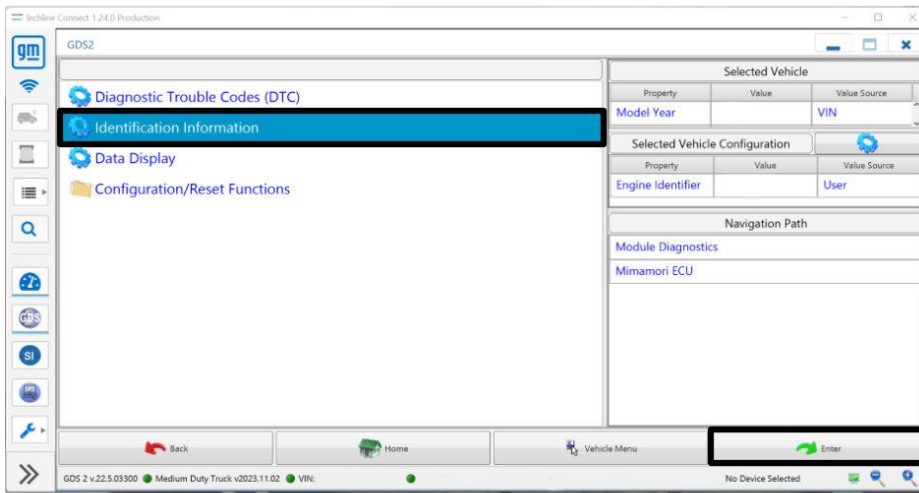 Techline Connect 1.24.0 Production
gm
GDS2
Selected Vehicle
Diagnostic Trouble Codes (DTC)
Property Value Value Source
Model Year VIN
Identification Information
Selected Vehicle Configuration
Data Display
Property Value Value Source
Configuration/Reset Functions
Engine Identifier User
Navigation Path
Module Diagnostics
Mimamori ECU
GDS
SI
SPS
Back Home Vehicle Menu Enter
GDS 2 v.22.5.03300 Medium Duty Truck v2023.11.02 VIN: No Device Selected